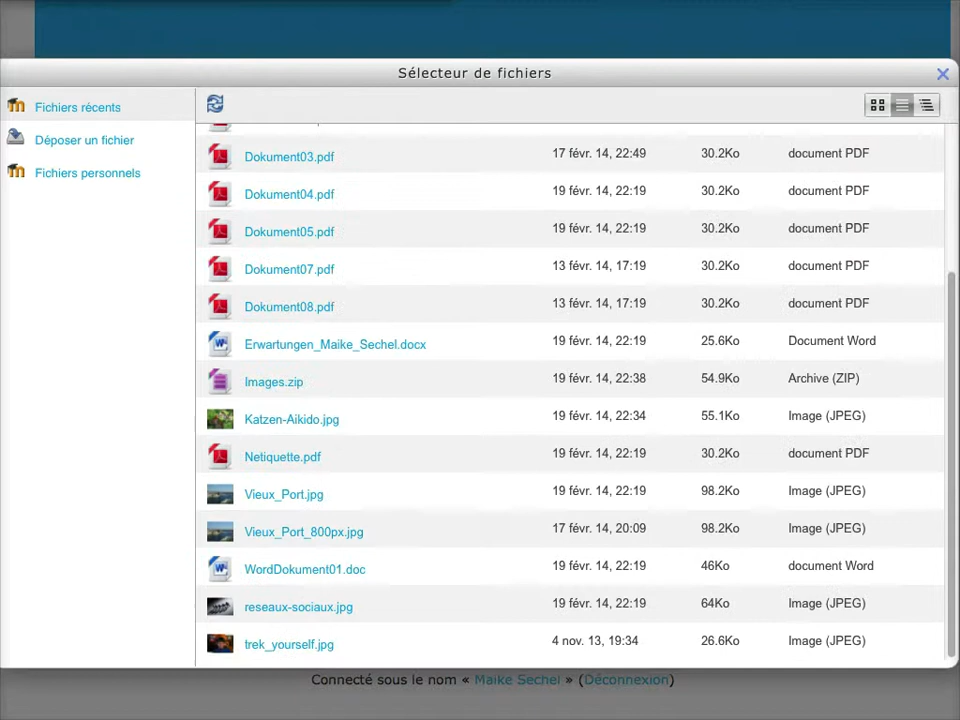 Sélecteur de fichiers
Fichiers récents
Déposer un fichier
Fichiers personnels
Dokument03.pdf 17 févr. 14, 22:49 30.2Ko document PDF
Dokument04.pdf 19 févr. 14, 22:19 30.2Ko document PDF
Dokument05.pdf 19 févr. 14, 22:19 30.2Ko document PDF
Dokument07.pdf 13 févr. 14, 17:19 30.2Ko document PDF
Dokument08.pdf 13 févr. 14, 17:19 30.2Ko document PDF
Erwartungen_Maike_Sechel.docx 19 févr. 14, 22:19 25.6Ko Document Word
Images.zip 19 févr. 14, 22:38 54.9Ko Archive (ZIP)
Katzen-Aikido.jpg 19 févr. 14, 22:34 55.1Ko Image (JPEG)
Netiquette.pdf 19 févr. 14, 22:19 30.2Ko document PDF
Vieux_Port.jpg 19 févr. 14, 22:19 98.2Ko Image (JPEG)
Vieux_Port_800px.jpg 17 févr. 14, 20:09 98.2Ko Image (JPEG)
WordDokument01.doc 19 févr. 14, 22:19 46Ko document Word
reseaux-sociaux.jpg 19 févr. 14, 22:19 64Ko Image (JPEG)
trek_yourself.jpg 4 nov. 13, 19:34 26.6Ko Image (JPEG)
Connecté sous le nom « Maike Sechel » (Déconnexion)